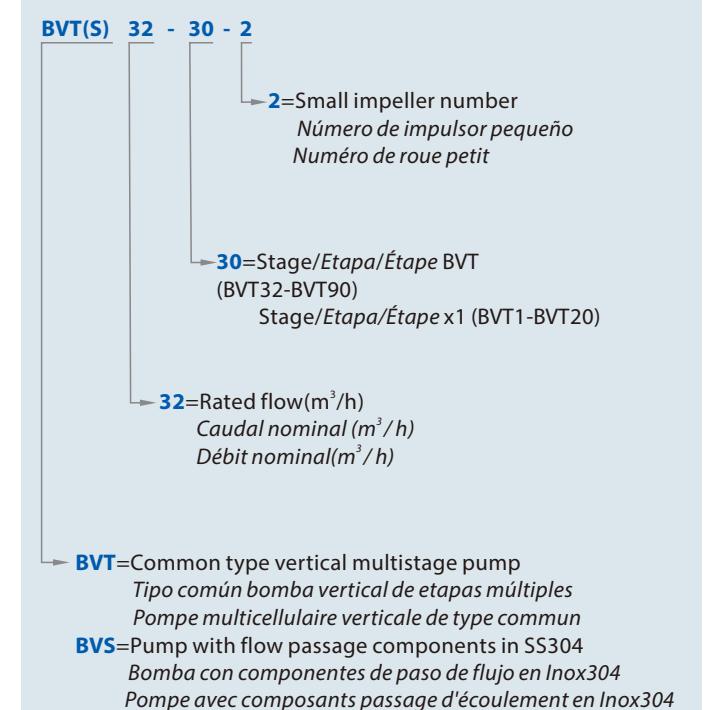 BVT(S) 32 - 30 - 2
2=Small impeller number
Número de impulsor pequeño
Numéro de roue petit
30=Stage/Etapa/Étape BVT
(BVT32-BVT90)
Stage/Etapa/Étape x1 (BVT1-BVT20)
32=Rated flow(m³/h)
Caudal nominal (m³/h)
Débit nominal(m³/h)
BVT=Common type vertical multistage pump
Tipo común bomba vertical de etapas múltiples
Pompe multicellulaire verticale de type commun
BVS=Pump with flow passage components in SS304
Bomba con componentes de paso de flujo en Inox304
Pompe avec composants passage d'écoulement en Inox304